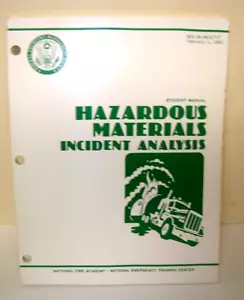 STUDENT MANUAL
HAZARDOUS
MATERIALS
INCIDENT ANALYSIS
NATIONAL FIRE ACADEMY - NATIONAL EMERGENCY TRAINING CENTER